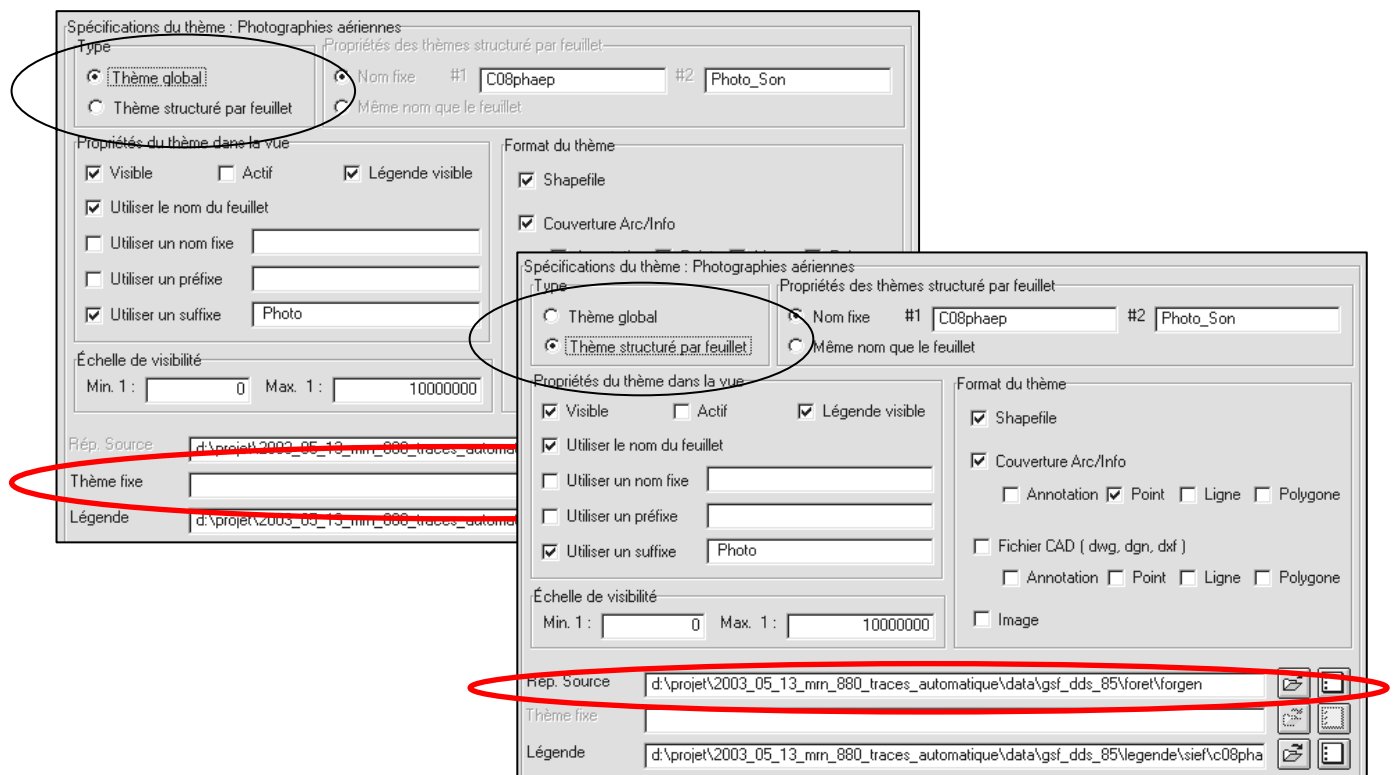 Spécifications du thème : Photographies aériennes
Type
Propriétés des thèmes structuré par feuillet
Thème global
Nom fixe #1 C08phaep #2 Photo_Son
Thème structuré par feuillet
Même nom que le feuillet
Propriétés du thème dans la vue
Format du thème
Visible Actif Légende visible
Shapefile
Utiliser le nom du feuillet
Couverture Arc/Info
Utiliser un nom fixe
Utiliser un préfixe
Utiliser un suffixe Photo
Échelle de visibilité
Min. 1 : 0 Max. 1 : 10000000
Rép. Source d:\projet\2003_05_13_mrn_880_traces_automa
Thème fixe
Légende d:\projet\2003_05_13_mrn_880_traces_automa
Spécifications du thème : Photographies aériennes
Type
Propriétés des thèmes structuré par feuillet
Thème global
Nom fixe #1 C08phaep #2 Photo_Son
Thème structuré par feuillet
Même nom que le feuillet
Propriétés du thème dans la vue
Format du thème
Visible Actif Légende visible
Shapefile
Utiliser le nom du feuillet
Couverture Arc/Info
Utiliser un nom fixe
Annotation Point Ligne Polygone
Utiliser un préfixe
Utiliser un suffixe Photo
Fichier CAD ( dwg, dgn, dxf )
Annotation Point Ligne Polygone
Échelle de visibilité
Min. 1 : 0 Max. 1 : 10000000
Image
Rép. Source d:\projet\2003_05_13_mrn_880_traces_automatique\data\gsf_dds_85\foret\forgen
Thème fixe
Légende d:\projet\2003_05_13_mrn_880_traces_automatique\data\gsf_dds_85\legende\sief\c08pha